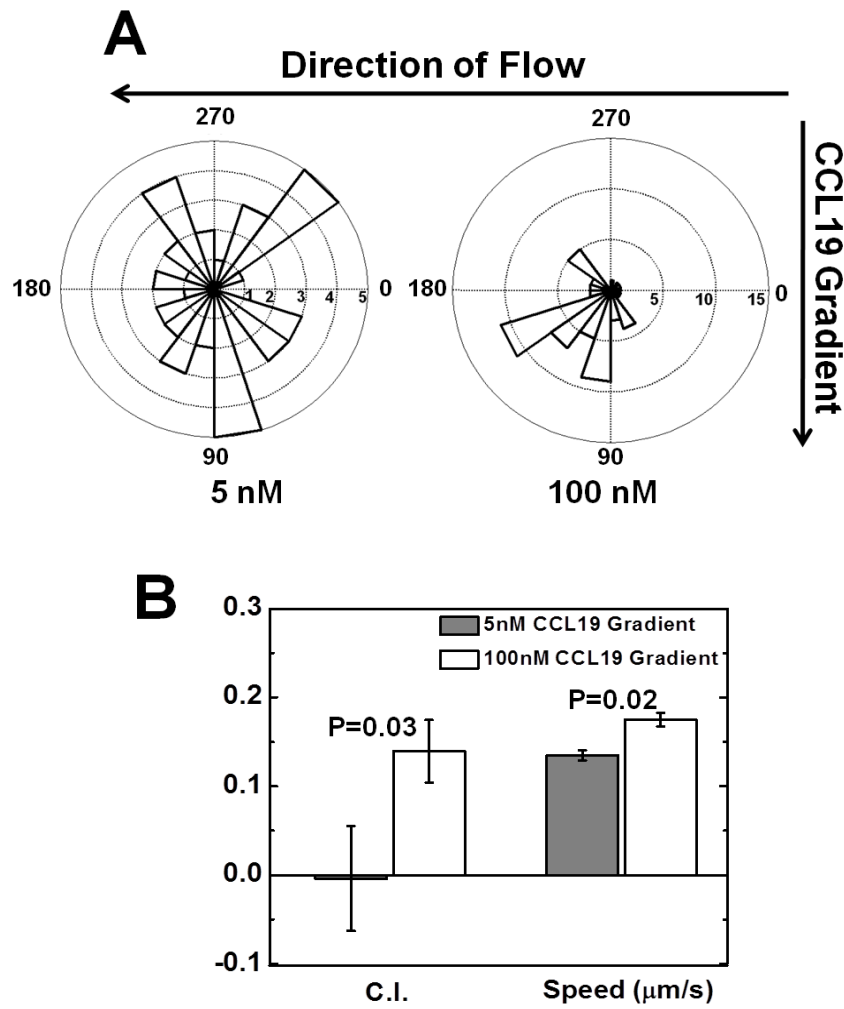 A
Direction of Flow
270
270
180
0
1
2
3
4
5
180
0
5
10
15
CCL19 Gradient
90
90
5 nM
100 nM
B
0.3
5nM CCL19 Gradient
100nM CCL19 Gradient
0.2
P=0.03
P=0.02
0.1
0.0
-0.1
C.I.
Speed (μm/s)